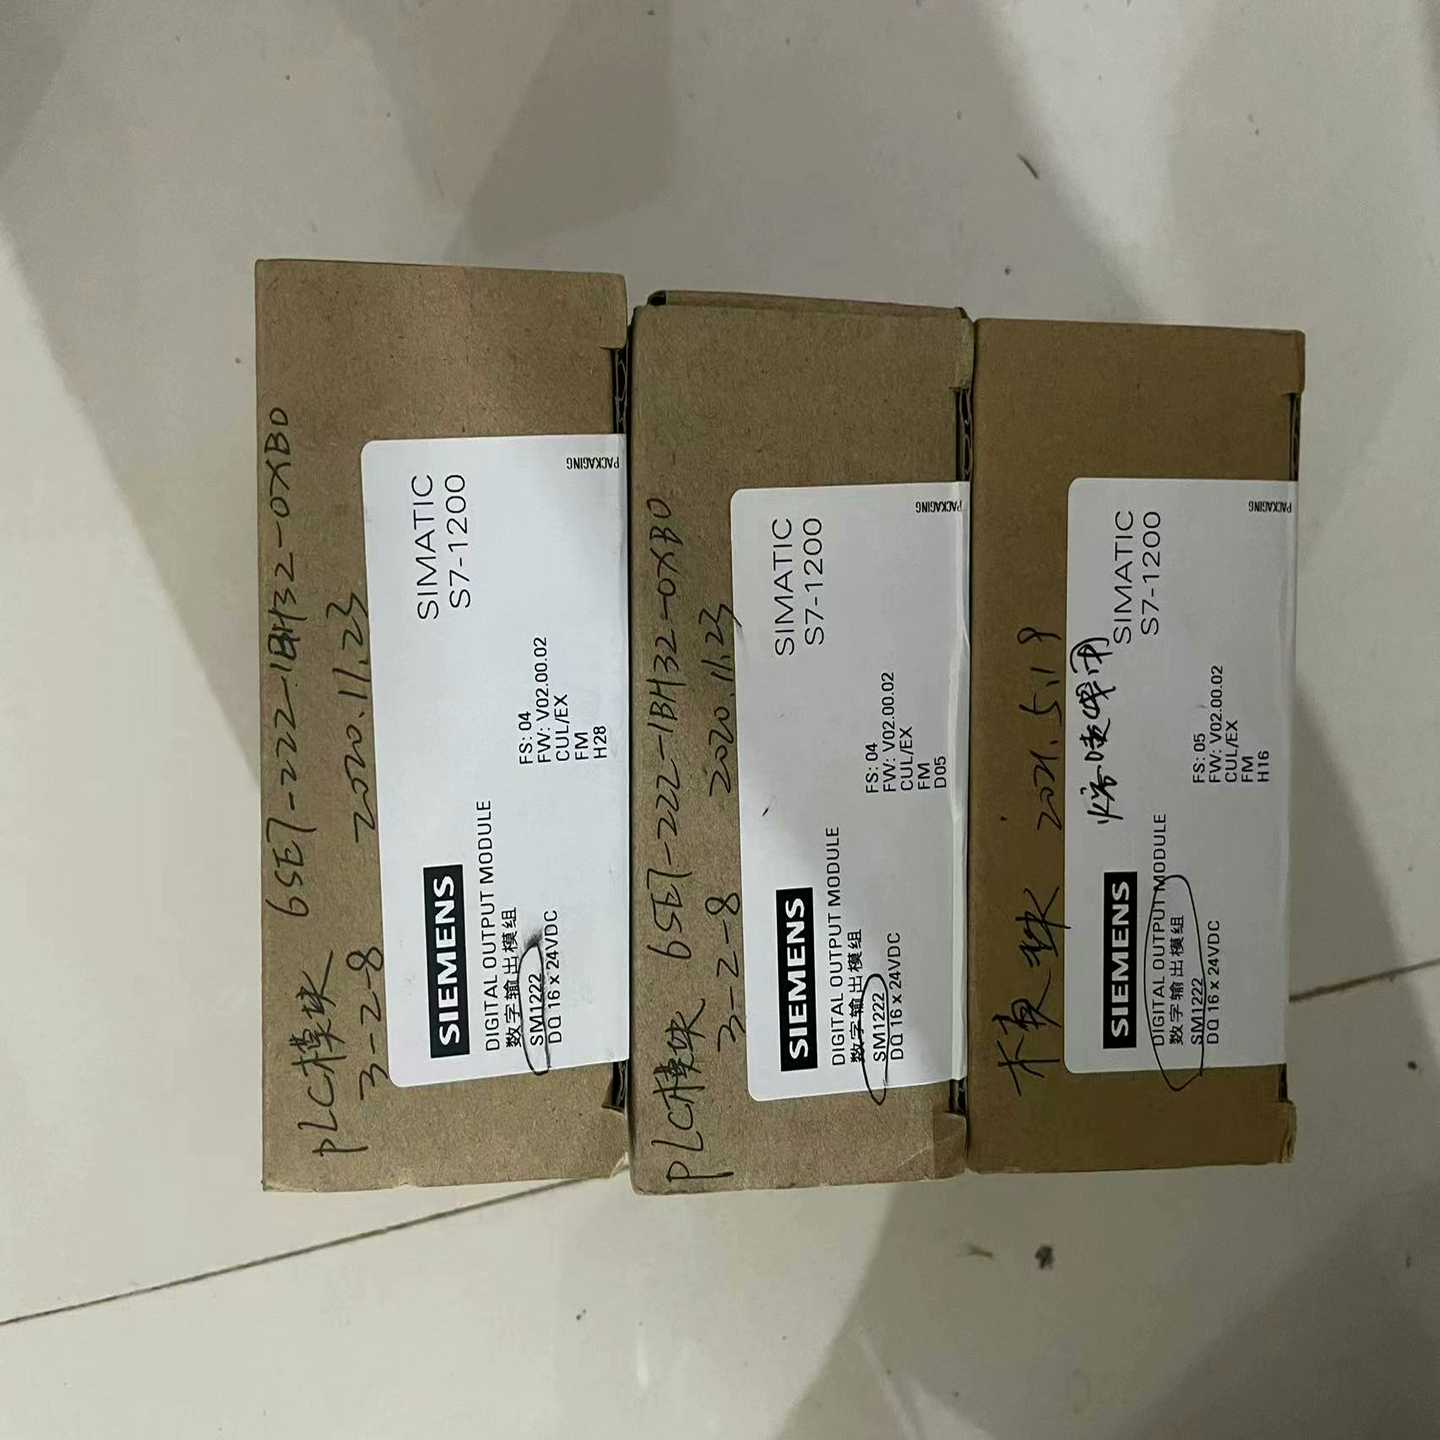 PLC模块 6SE7-222-1BH32-0XB0
3-2-8 2020.11.23
SIEMENS
SIMATIC
S7-1200
DIGITAL OUTPUT MODULE
数字输出模组
SM1222
DQ 16 x 24VDC
FS: 04
FW: V02.00.02
CUL/EX
FM
H28
PACKAGING
PLC模块 6SE7-222-1BH32-0XB0
3-2-8 2020.11.23
SIEMENS
SIMATIC
S7-1200
DIGITAL OUTPUT MODULE
数字输出模组
SM1222
DQ 16 x 24VDC
FS: 04
FW: V02.00.02
CUL/EX
FM
D05
PACKAGING
模块 2021.5.19
SIEMENS
SIMATIC
S7-1200
DIGITAL OUTPUT MODULE
数字输出模组
SM1222
DQ 16 x 24VDC
FS: 05
FW: V02.00.02
CUL/EX
FM
H16
PACKAGING